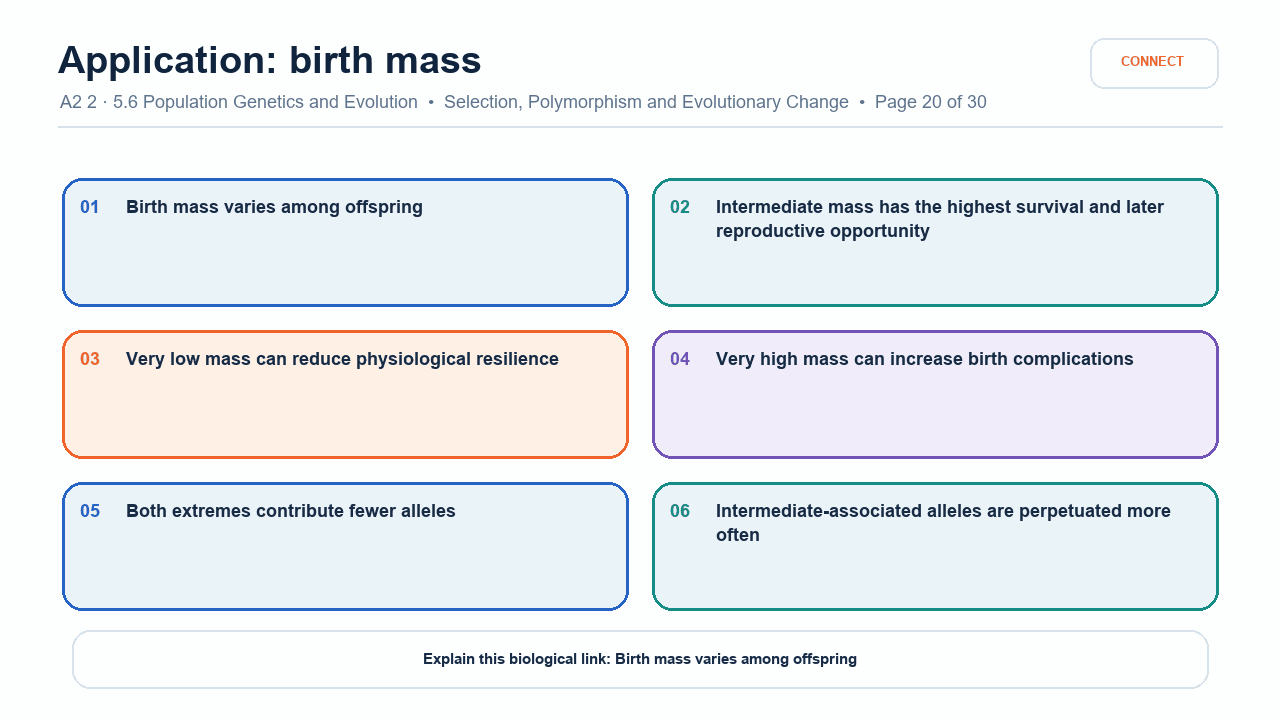 Application: birth mass
CONNECT
A2 2 · 5.6 Population Genetics and Evolution • Selection, Polymorphism and Evolutionary Change • Page 20 of 30
01 Birth mass varies among offspring
02 Intermediate mass has the highest survival and later
reproductive opportunity
03 Very low mass can reduce physiological resilience
04 Very high mass can increase birth complications
05 Both extremes contribute fewer alleles
06 Intermediate-associated alleles are perpetuated more
often
Explain this biological link: Birth mass varies among offspring